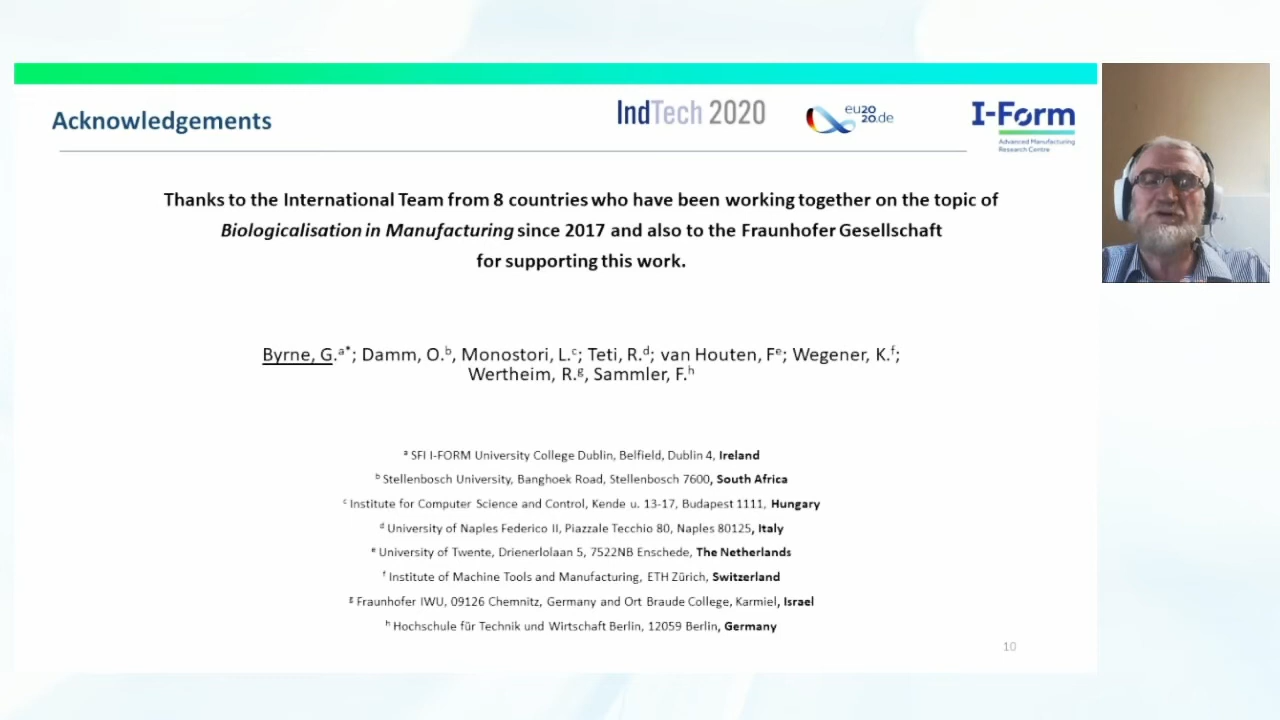 Acknowledgements
IndTech 2020
eu20
20.de
I-Form
Advanced Manufacturing
Research Centre
Thanks to the International Team from 8 countries who have been working together on the topic of
Biologicalisation in Manufacturing since 2017 and also to the Fraunhofer Gesellschaft
for supporting this work.
Byrne, G.ᵃ*; Damm, O.ᵇ, Monostori, L.ᶜ; Teti, R.ᵈ; van Houten, Fᵉ; Wegener, K.ᶠ;
Wertheim, R.ᵍ, Sammler, F.ʰ
ᵃ SFI I-FORM University College Dublin, Belfield, Dublin 4, Ireland
ᵇ Stellenbosch University, Banghoek Road, Stellenbosch 7600, South Africa
ᶜ Institute for Computer Science and Control, Kende u. 13-17, Budapest 1111, Hungary
ᵈ University of Naples Federico II, Piazzale Tecchio 80, Naples 80125, Italy
ᵉ University of Twente, Drienerlolaan 5, 7522NB Enschede, The Netherlands
ᶠ Institute of Machine Tools and Manufacturing, ETH Zürich, Switzerland
ᵍ Fraunhofer IWU, 09126 Chemnitz, Germany and Ort Braude College, Karmiel, Israel
ʰ Hochschule für Technik und Wirtschaft Berlin, 12059 Berlin, Germany
10